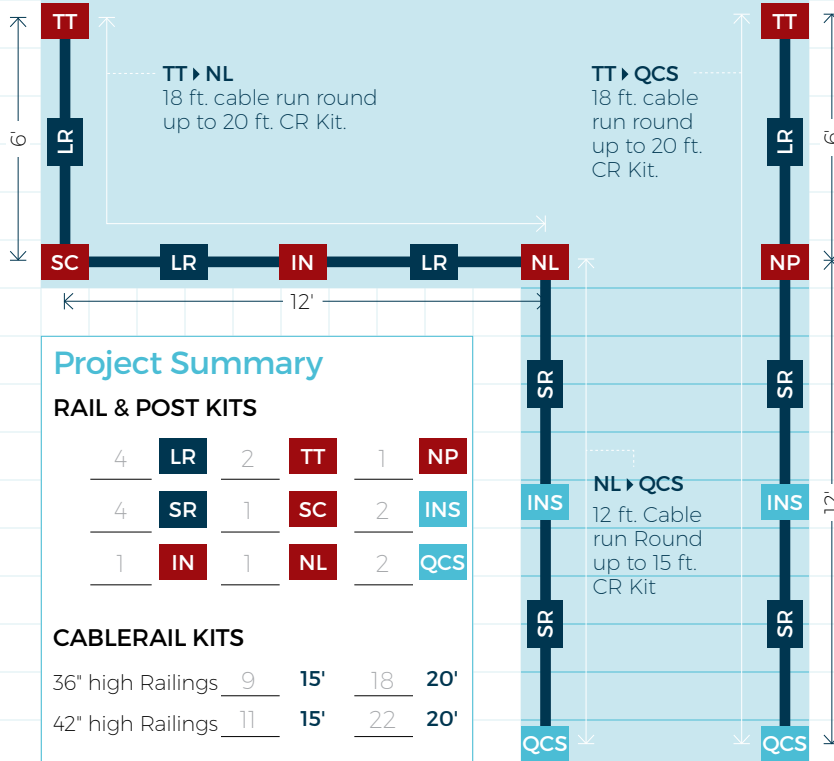 TT
TT
TT ▸ NL
18 ft. cable run round
up to 20 ft. CR Kit.
TT ▸ QCS
18 ft. cable
run round
up to 20 ft.
CR Kit.
6'
LR
LR
6'
SC
LR
IN
LR
NL
NP
12'
Project Summary
RAIL & POST KITS
4 LR 2 TT 1 NP
4 SR 1 SC 2 INS
1 IN 1 NL 2 QCS
CABLERAIL KITS
36" high Railings 9 15' 18 20'
42" high Railings 11 15' 22 20'
SR
SR
NL ▸ QCS
12 ft. Cable
run Round
up to 15 ft.
CR Kit
INS
INS
12'
SR
SR
QCS
QCS